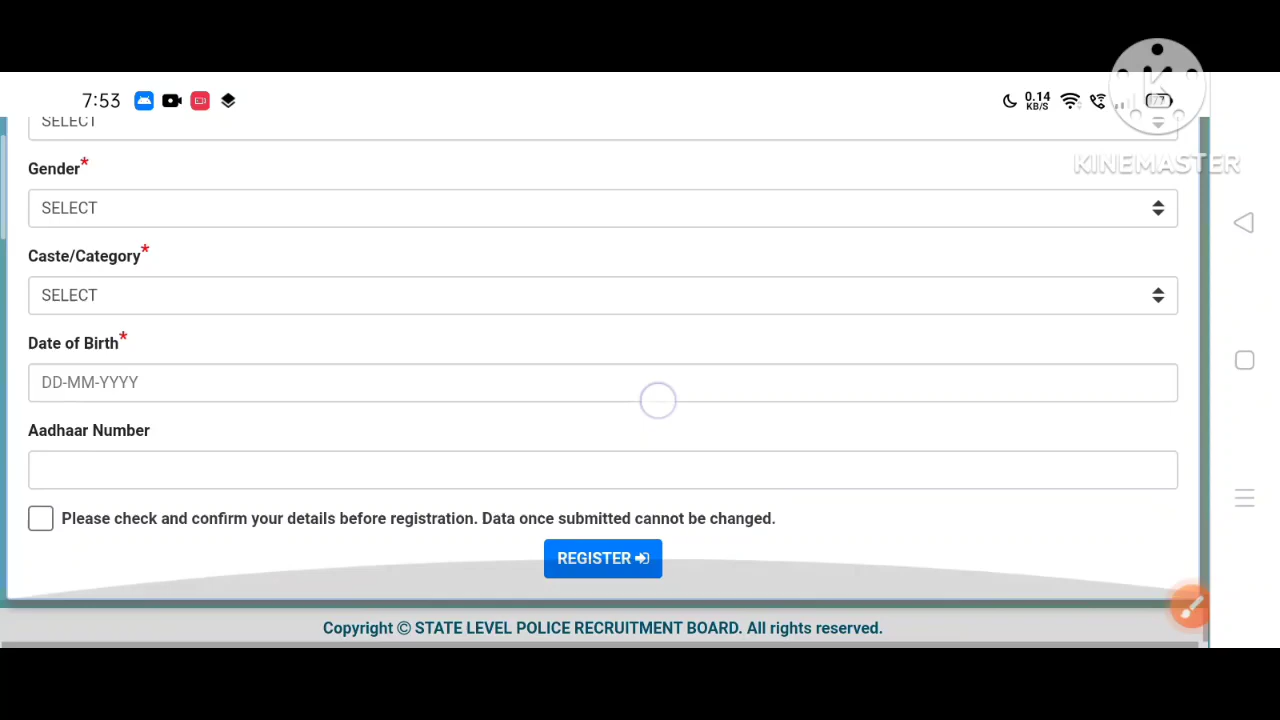 7:53
0.14
KB/S
77
KINEMASTER
SELECT
Gender*
SELECT
Caste/Category*
SELECT
Date of Birth*
DD-MM-YYYY
Aadhaar Number
Please check and confirm your details before registration. Data once submitted cannot be changed.
REGISTER
Copyright © STATE LEVEL POLICE RECRUITMENT BOARD. All rights reserved.